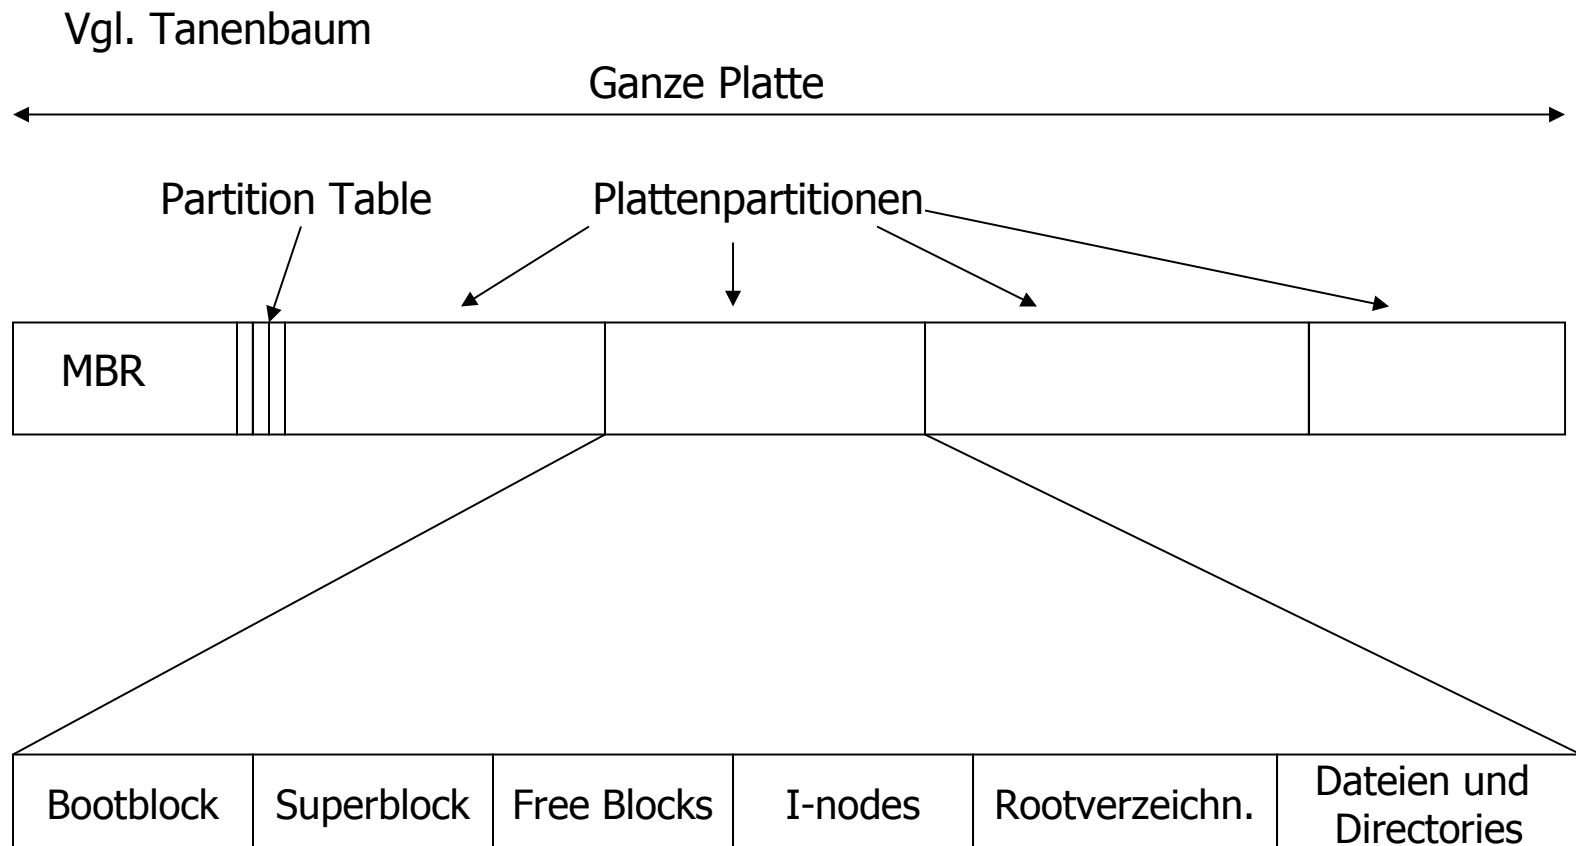 Vgl. Tanenbaum
Ganze Platte
Partition Table
Plattenpartitionen
MBR
Bootblock
Superblock
Free Blocks
I-nodes
Rootverzeichn.
Dateien und
Directories